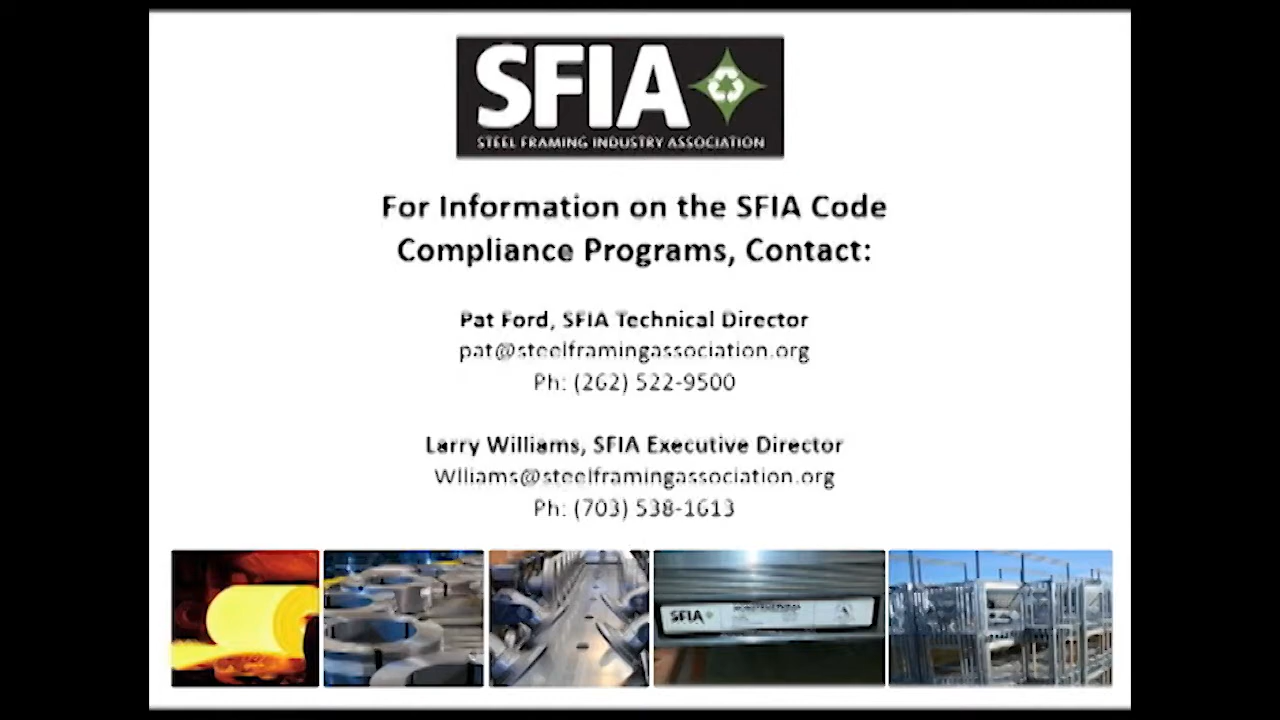 SFIA
STEEL FRAMING INDUSTRY ASSOCIATION
For Information on the SFIA Code
Compliance Programs, Contact:
Pat Ford, SFIA Technical Director
pat@steelframingassociation.org
Ph: (262) 522-9500
Larry Williams, SFIA Executive Director
Wlliams@steelframingassociation.org
Ph: (703) 538-1613
SFIA